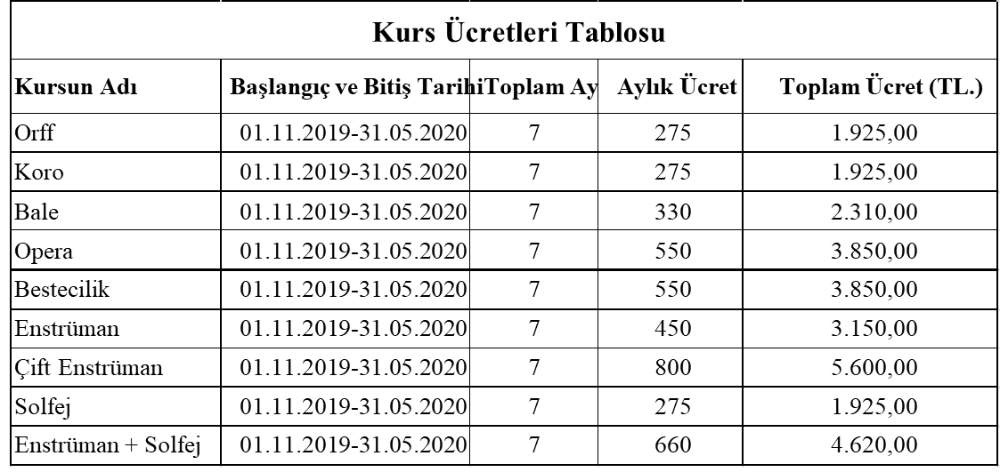 Kurs Ücretleri Tablosu
Kursun Adı Başlangıç ve Bitiş Tarihi Toplam Ay Aylık Ücret Toplam Ücret (TL.)
Orff 01.11.2019-31.05.2020 7 275 1.925,00
Koro 01.11.2019-31.05.2020 7 275 1.925,00
Bale 01.11.2019-31.05.2020 7 330 2.310,00
Opera 01.11.2019-31.05.2020 7 550 3.850,00
Bestecilik 01.11.2019-31.05.2020 7 550 3.850,00
Enstrüman 01.11.2019-31.05.2020 7 450 3.150,00
Çift Enstrüman 01.11.2019-31.05.2020 7 800 5.600,00
Solfej 01.11.2019-31.05.2020 7 275 1.925,00
Enstrüman + Solfej 01.11.2019-31.05.2020 7 660 4.620,00